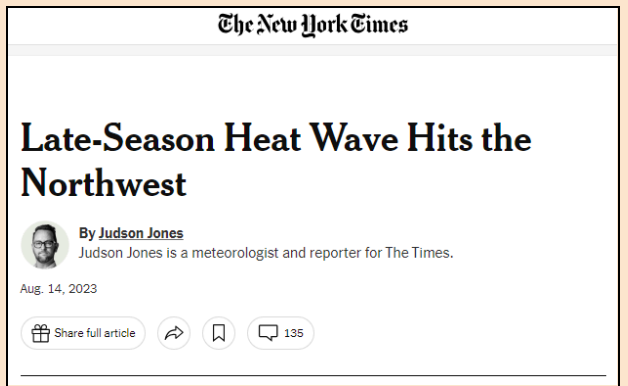 The New York Times
Late-Season Heat Wave Hits the
Northwest
By Judson Jones
Judson Jones is a meteorologist and reporter for The Times.
Aug. 14, 2023
Share full article
135